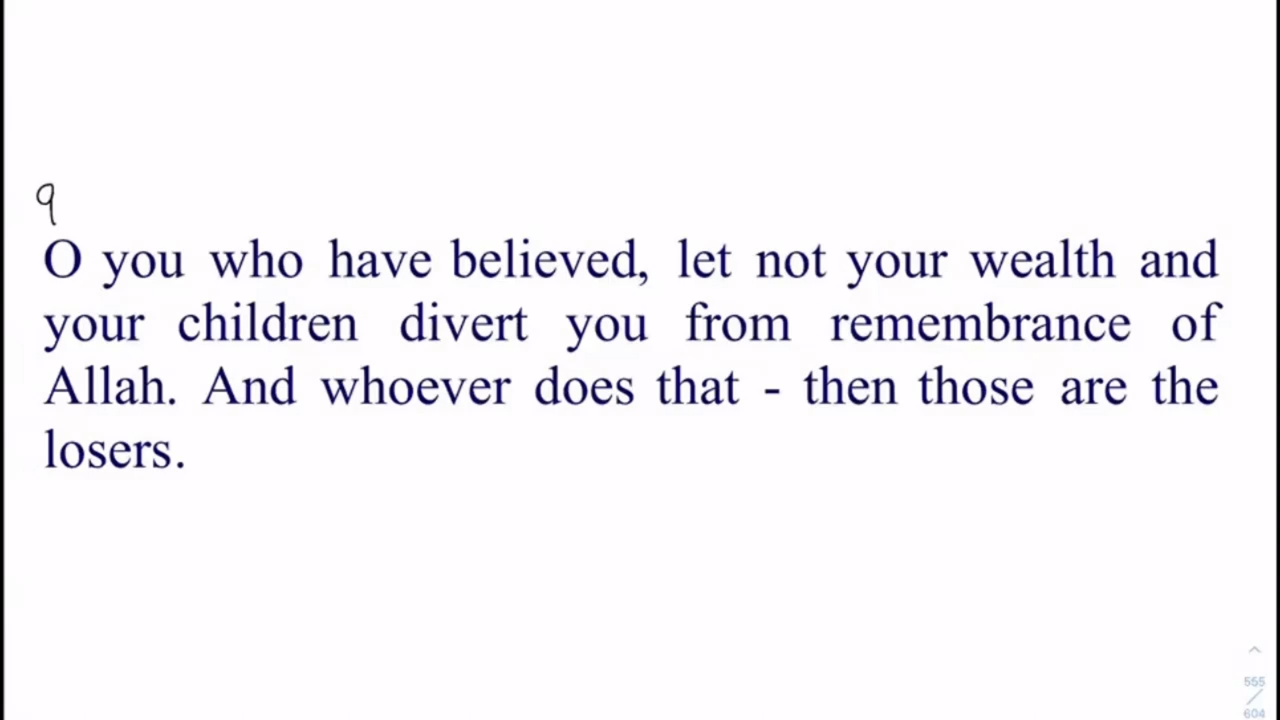 9
O you who have believed, let not your wealth and
your children divert you from remembrance of
Allah. And whoever does that - then those are the
losers.
555
604